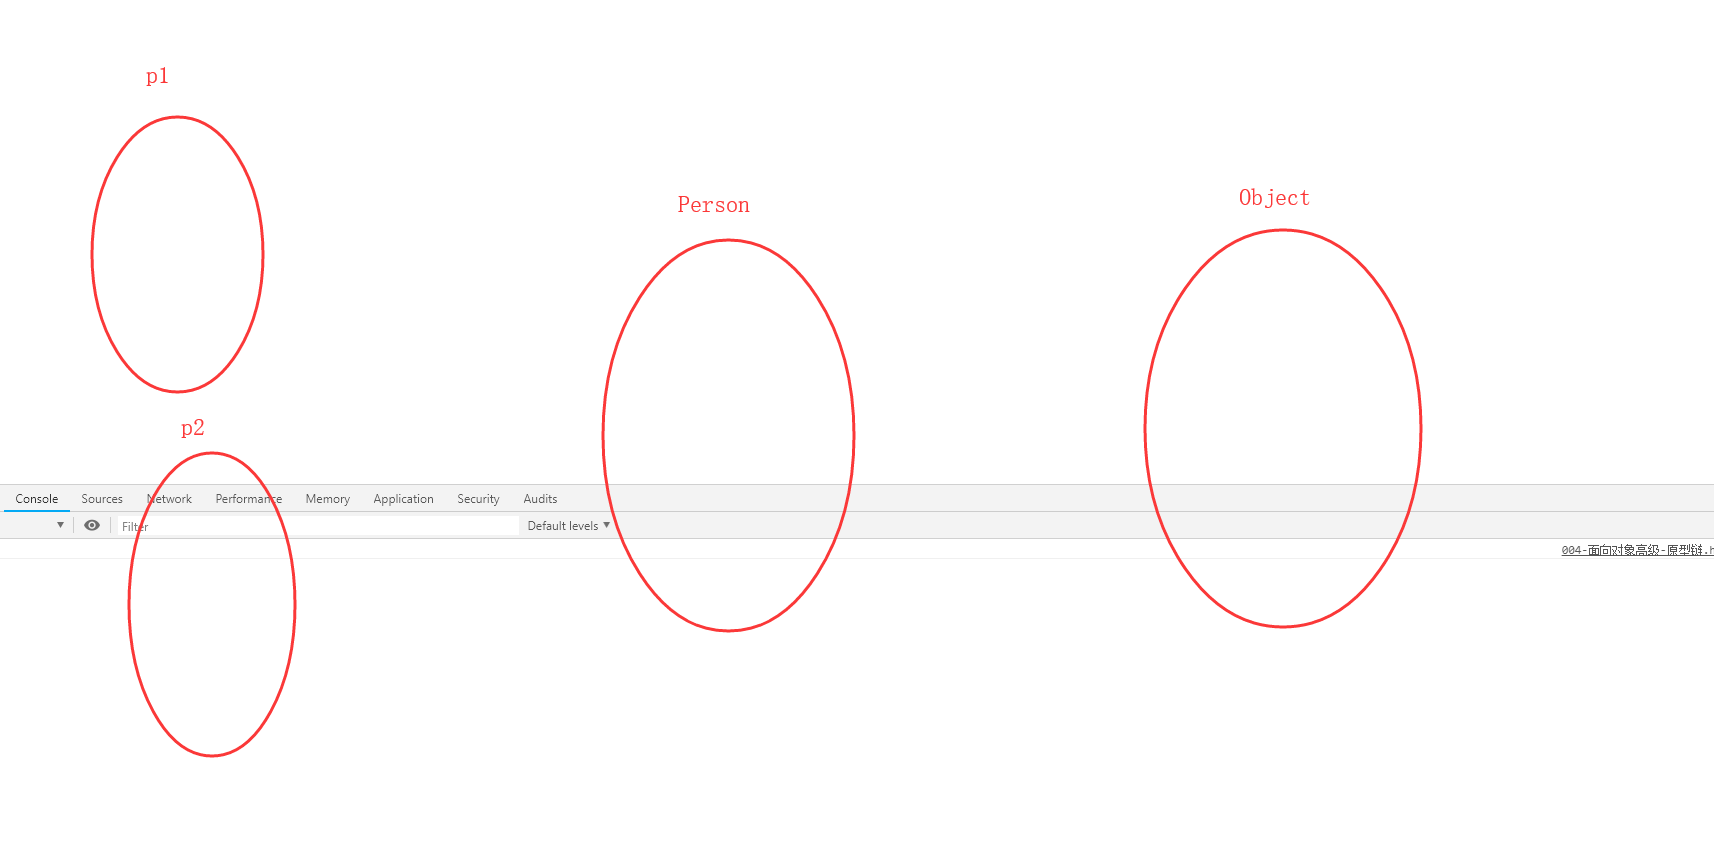 p1
Object
Person
p2
Console Sources Network Performance Memory Application Security Audits
Filter Default levels
004-面向对象高级-原型链.h